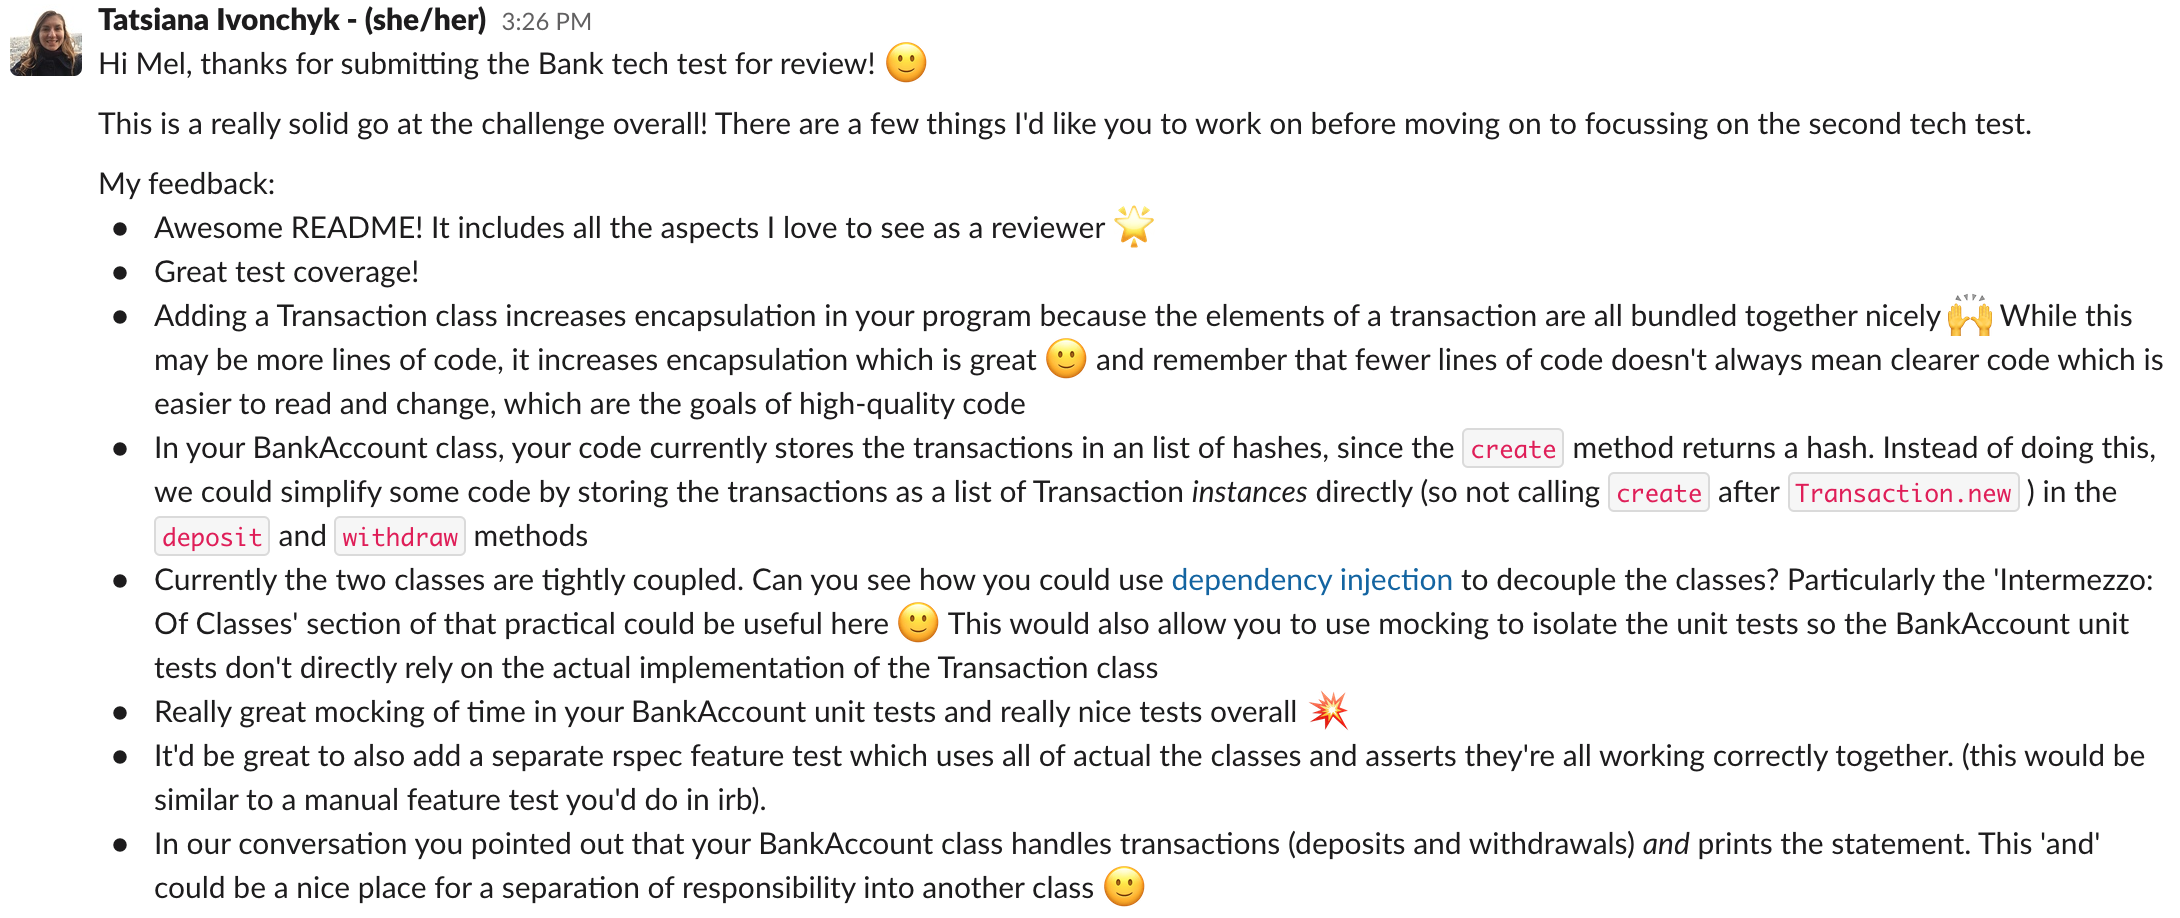 Tatsiana Ivonchyk - (she/her) 3:26 PM
Hi Mel, thanks for submitting the Bank tech test for review! 🙂
This is a really solid go at the challenge overall! There are a few things I'd like you to work on before moving on to focussing on the second tech test.
My feedback:
● Awesome README! It includes all the aspects I love to see as a reviewer 🌟
● Great test coverage!
● Adding a Transaction class increases encapsulation in your program because the elements of a transaction are all bundled together nicely 🙌 While this
may be more lines of code, it increases encapsulation which is great 🙂 and remember that fewer lines of code doesn't always mean clearer code which is
easier to read and change, which are the goals of high-quality code
● In your BankAccount class, your code currently stores the transactions in an list of hashes, since the create method returns a hash. Instead of doing this,
we could simplify some code by storing the transactions as a list of Transaction instances directly (so not calling create after Transaction.new ) in the
deposit and withdraw methods
● Currently the two classes are tightly coupled. Can you see how you could use dependency injection to decouple the classes? Particularly the 'Intermezzo:
Of Classes' section of that practical could be useful here 🙂 This would also allow you to use mocking to isolate the unit tests so the BankAccount unit
tests don't directly rely on the actual implementation of the Transaction class
● Really great mocking of time in your BankAccount unit tests and really nice tests overall 💥
● It'd be great to also add a separate rspec feature test which uses all of actual the classes and asserts they're all working correctly together. (this would be
similar to a manual feature test you'd do in irb).
● In our conversation you pointed out that your BankAccount class handles transactions (deposits and withdrawals) and prints the statement. This 'and'
could be a nice place for a separation of responsibility into another class 🙂